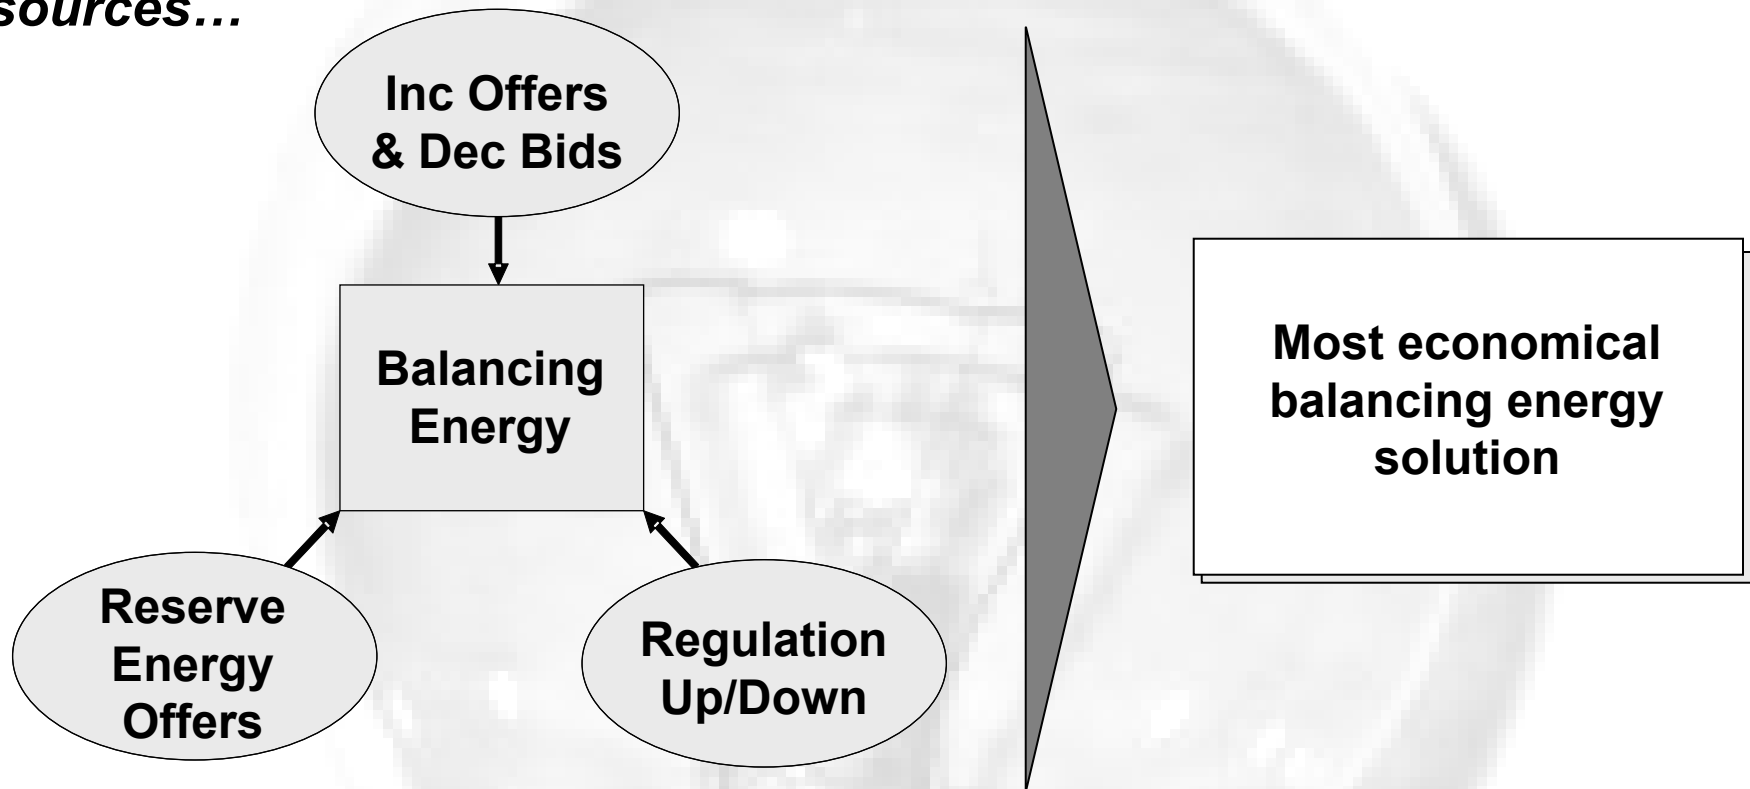 sources…
Inc Offers
& Dec Bids
Balancing
Energy
Reserve
Energy
Offers
Regulation
Up/Down
Most economical
balancing energy
solution